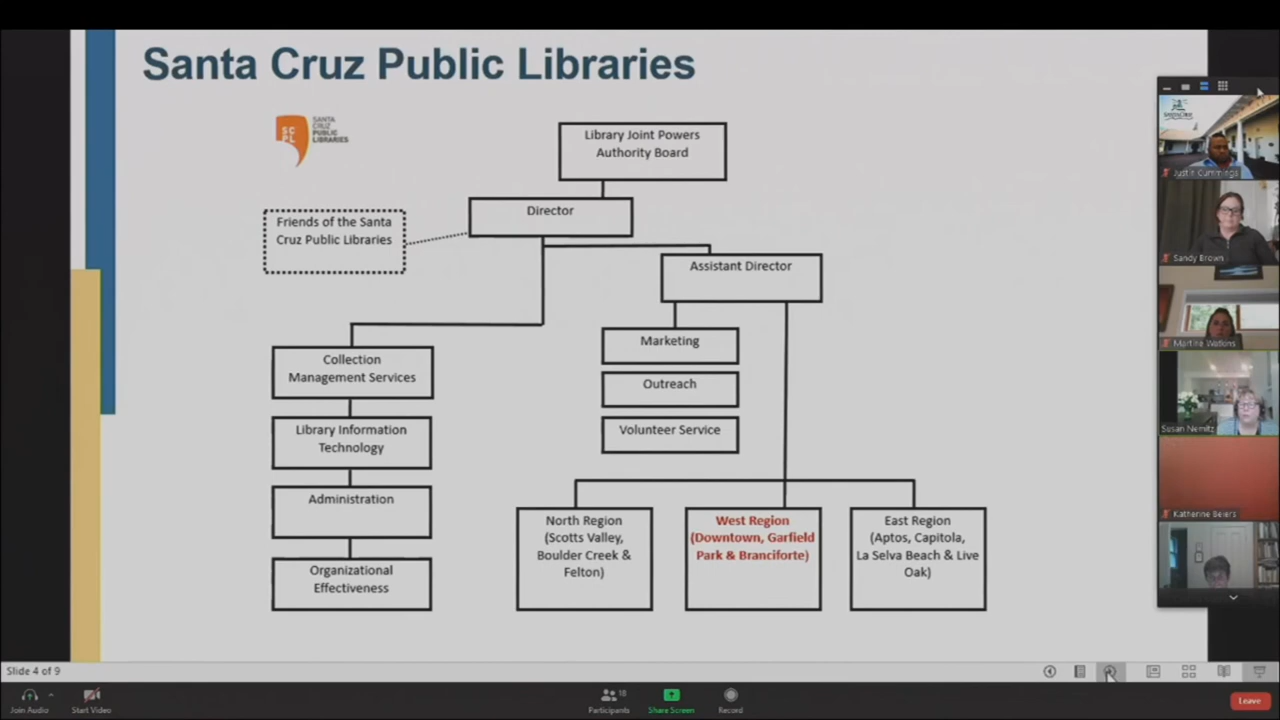 Santa Cruz Public Libraries
SC
PL
SANTA
CRUZ
PUBLIC
LIBRARIES
Library Joint Powers
Authority Board
Director
Friends of the Santa
Cruz Public Libraries
Assistant Director
Marketing
Outreach
Volunteer Service
Collection
Management Services
Library Information
Technology
Administration
Organizational
Effectiveness
North Region
(Scotts Valley,
Boulder Creek &
Felton)
West Region
(Downtown, Garfield
Park & Branciforte)
East Region
(Aptos, Capitola,
La Selva Beach & Live
Oak)
Justin Cummings
Sandy Brown
Martine Watkins
Susan Nemitz
Katherine Beiers
Slide 4 of 9
Join Audio
Start Video
18
Participants
Share Screen
Record
Leave